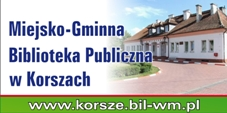 Miejsko-Gminna
Biblioteka Publiczna
w Korszach
www.korsze.bil-wm.pl